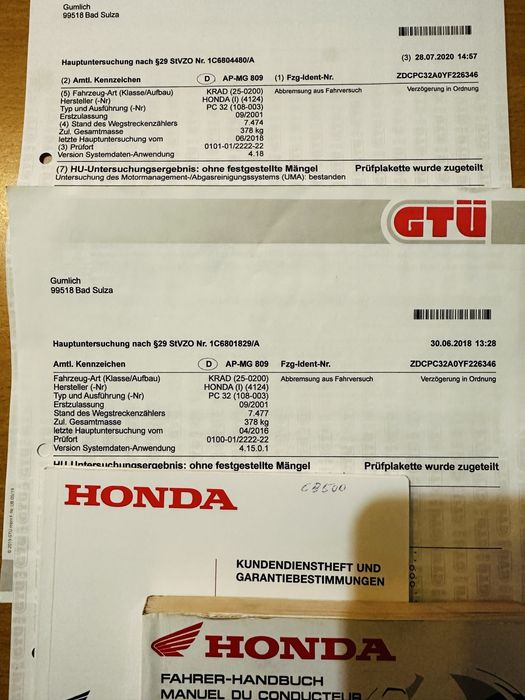 Gumlich
99518 Bad Sulza
Hauptuntersuchung nach §29 StVZO Nr. 1C6804480/A (3) 28.07.2020 14:57
(2) Amtl. Kennzeichen D AP-MG 809 (1) Fzg-Ident-Nr. ZDCPC32A0YF226346
(5) Fahrzeug-Art (Klasse/Aufbau) KRAD (25-0200) Abbremsung aus Fahrversuch Verzögerung in Ordnung
Hersteller (-Nr) HONDA (I) (4124)
Typ und Ausführung (-Nr) PC 32 (108-003)
Erstzulassung 09/2001
(4) Stand des Wegstreckenzählers 7.474
Zul. Gesamtmasse 378 kg
letzte Hauptuntersuchung vom 06/2018
(3) Prüfort 0101-01/2222-22
Version Systemdaten-Anwendung 4.18
(7) HU-Untersuchungsergebnis: ohne festgestellte Mängel Prüfplakette wurde zugeteilt
Untersuchung des Motormanagement-/Abgasreinigungssystems (UMA): bestanden
GTÜ
Gumlich
99518 Bad Sulza
Hauptuntersuchung nach §29 StVZO Nr. 1C6801829/A 30.06.2018 13:28
Amtl. Kennzeichen D AP-MG 809 Fzg-Ident-Nr. ZDCPC32A0YF226346
Fahrzeug-Art (Klasse/Aufbau) KRAD (25-0200) Abbremsung aus Fahrversuch Verzögerung in Ordnung
Hersteller (-Nr) HONDA (I) (4124)
Typ und Ausführung (-Nr) PC 32 (108-003)
Erstzulassung 09/2001
Stand des Wegstreckenzählers 7.477
Zul. Gesamtmasse 378 kg
letzte Hauptuntersuchung vom 04/2016
Prüfort 0100-01/2222-22
Version Systemdaten-Anwendung 4.15.0.1
HU-Untersuchungsergebnis: ohne festgestellte Mängel Prüfplakette wurde zugeteilt
HONDA CB500
KUNDENDIENSTHEFT UND
GARANTIEBESTIMMUNGEN
HONDA
FAHRER-HANDBUCH
MANUEL DU CONDUCTEUR